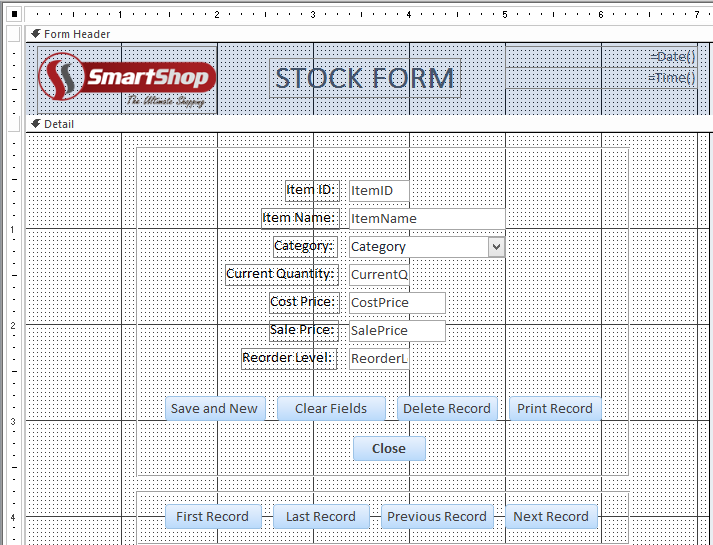 1 2 3 4 5 6 7
Form Header
SmartShop
The Ultimate Shopping
STOCK FORM
=Date()
=Time()
Detail
Item ID: ItemID
Item Name: ItemName
1
Category: Category
Current Quantity: CurrentQ
Cost Price: CostPrice
2
Sale Price: SalePrice
Reorder Level: ReorderL
Save and New Clear Fields Delete Record Print Record
3
Close
4
First Record Last Record Previous Record Next Record